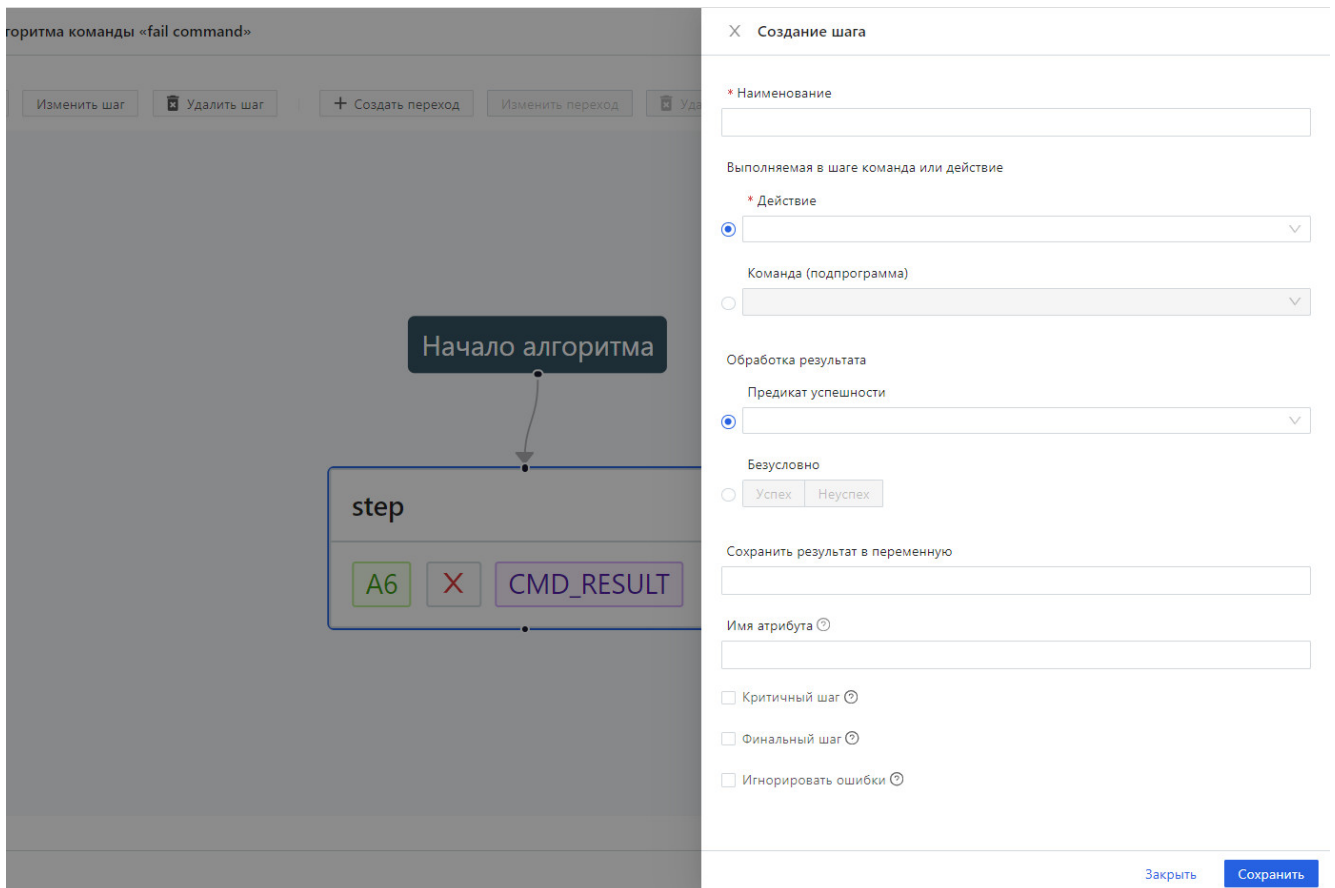 горитма команды «fail command»
Изменить шаг
Удалить шаг
+ Создать переход
Изменить переход
Уда
Начало алгоритма
step
A6
X
CMD_RESULT
Создание шага
* Наименование
Выполняемая в шаге команда или действие
* Действие
Команда (подпрограмма)
Обработка результата
Предикат успешности
Безусловно
Успех
Неуспех
Сохранить результат в переменную
Имя атрибута
Критичный шаг
Финальный шаг
Игнорировать ошибки
Закрыть
Сохранить